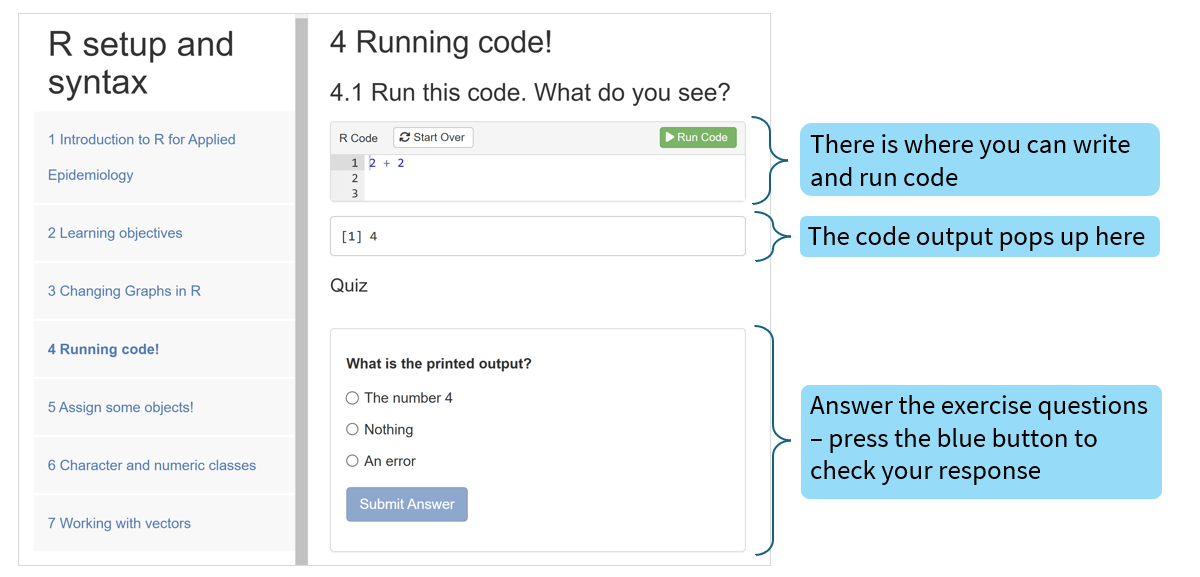 R setup and
syntax
1 Introduction to R for Applied
Epidemiology
2 Learning objectives
3 Changing Graphs in R
4 Running code!
5 Assign some objects!
6 Character and numeric classes
7 Working with vectors
4 Running code!
4.1 Run this code. What do you see?
R Code Start Over Run Code
1 2 + 2
2
3
[1] 4
Quiz
What is the printed output?
The number 4
Nothing
An error
Submit Answer
There is where you can write
and run code
The code output pops up here
Answer the exercise questions
– press the blue button to
check your response